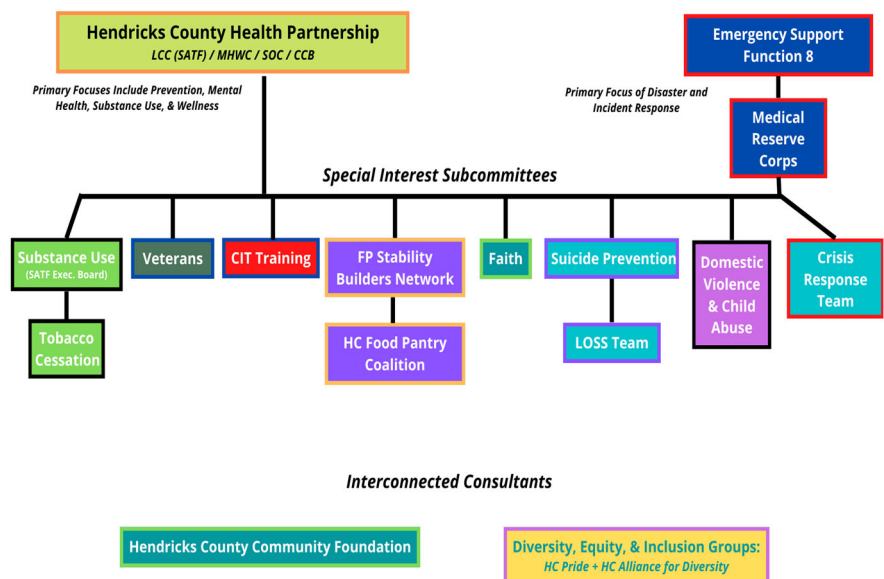 Hendricks County Health Partnership
LCC (SATF) / MHWC / SOC / CCB
Primary Focuses Include Prevention, Mental
Health, Substance Use, & Wellness
Emergency Support
Function 8
Primary Focus of Disaster and
Incident Response
Medical
Reserve
Corps
Special Interest Subcommittees
Substance Use
(SATF Exec. Board)
Tobacco
Cessation
Veterans
CIT Training
FP Stability
Builders Network
HC Food Pantry
Coalition
Faith
Suicide Prevention
LOSS Team
Domestic
Violence
& Child
Abuse
Crisis
Response
Team
Interconnected Consultants
Hendricks County Community Foundation
Diversity, Equity, & Inclusion Groups:
HC Pride + HC Alliance for Diversity